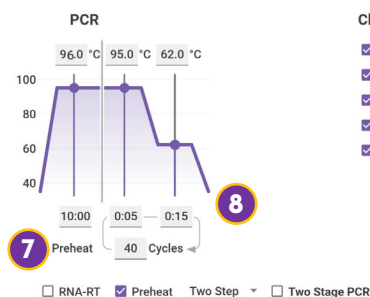 PCR
Cl
96.0 °C 95.0 °C 62.0 °C
100
80
60
40
10:00 0:05 0:15
8
7 Preheat 40 Cycles
RNA-RT Preheat Two Step Two Stage PCR